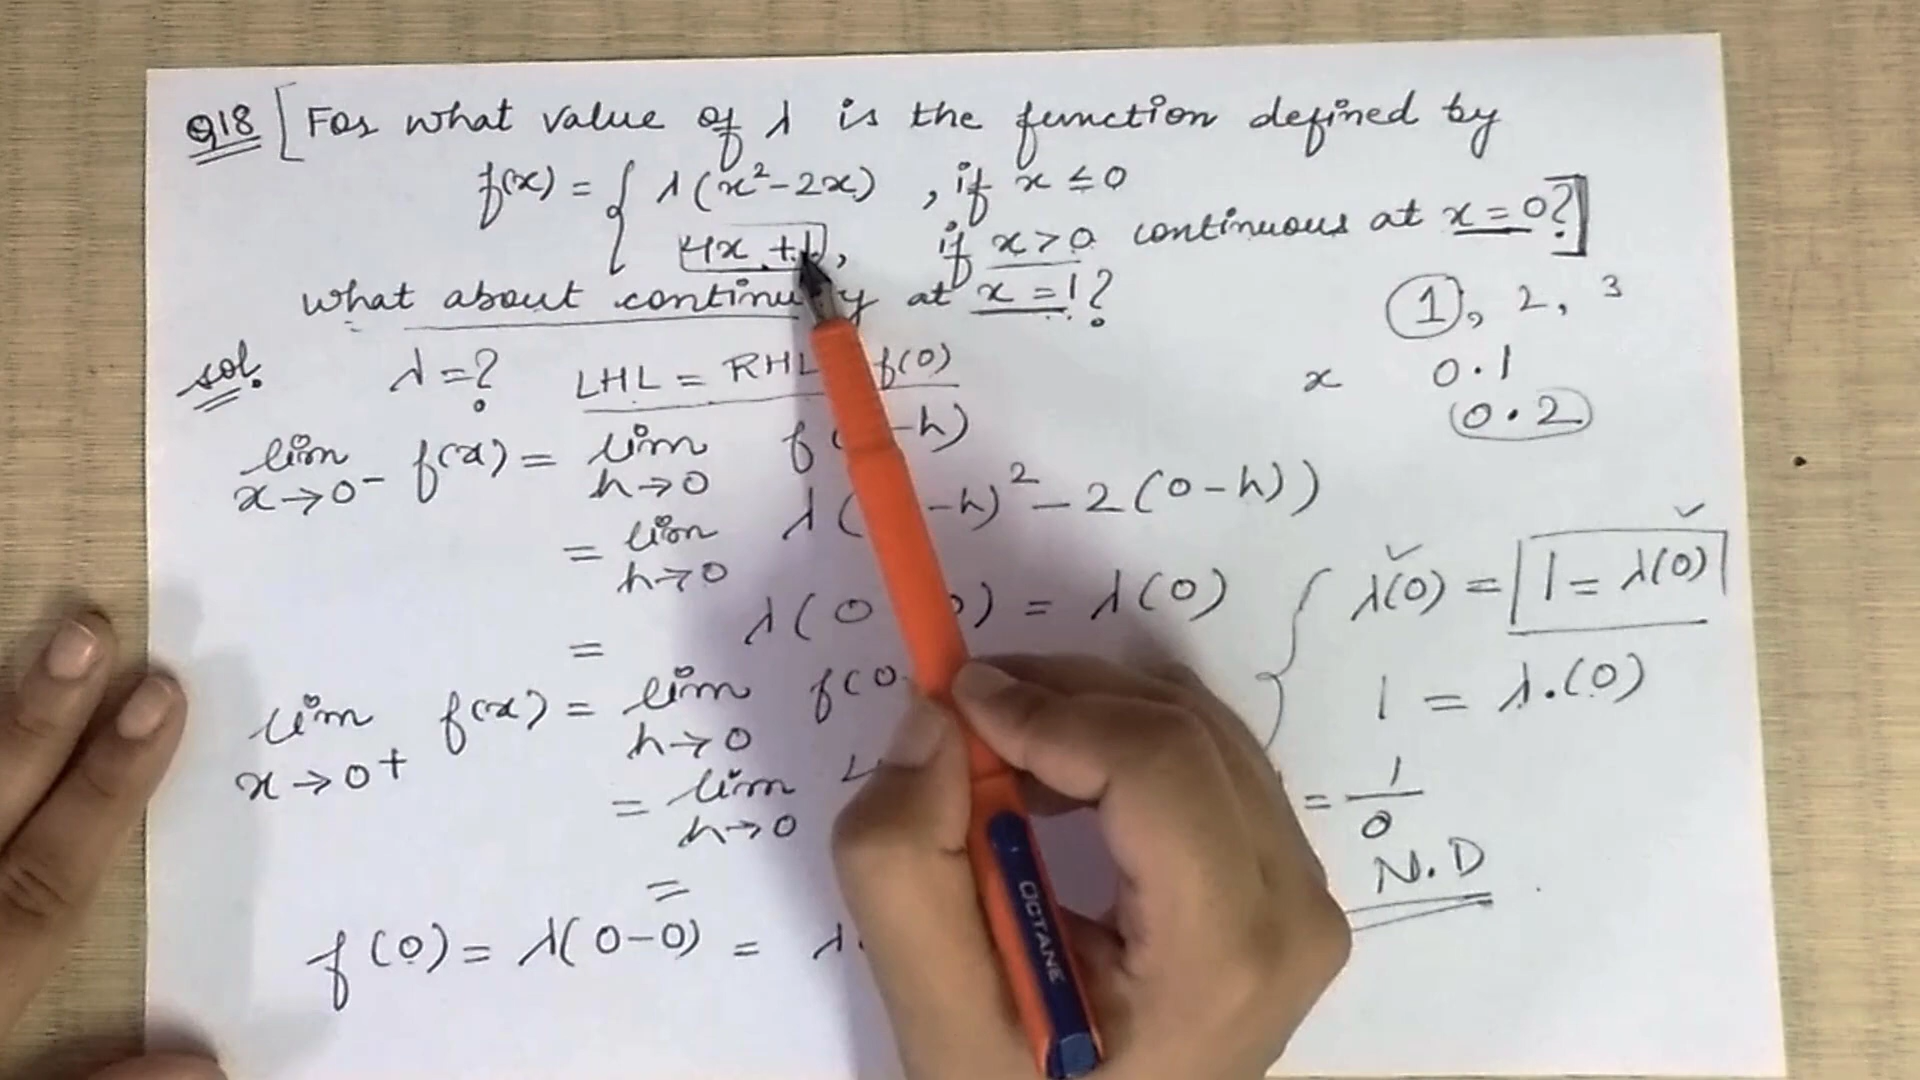 Q18 [For what value of λ is the function defined by
f(x) = { λ(x²-2x) , if x ≤ 0
4x +1, if x>0 continuous at x=0?]
what about continuity at x=1?
1, 2, 3
sol. λ=? LHL = RHL f(0)
x 0.1
0.2
lim x→0⁻ f(x) = lim h→0 f( -h)
= lim h→0 λ( -h)² - 2(0-h))
= λ(0 ) = λ(0)
λ(0) = 1 = λ(0)
lim x→0+ f(x) = lim h→0 f(0
1 = λ.(0)
= lim h→0
= 1/0
=
N.D
f(0) = λ(0-0) = λ.
OCTANE